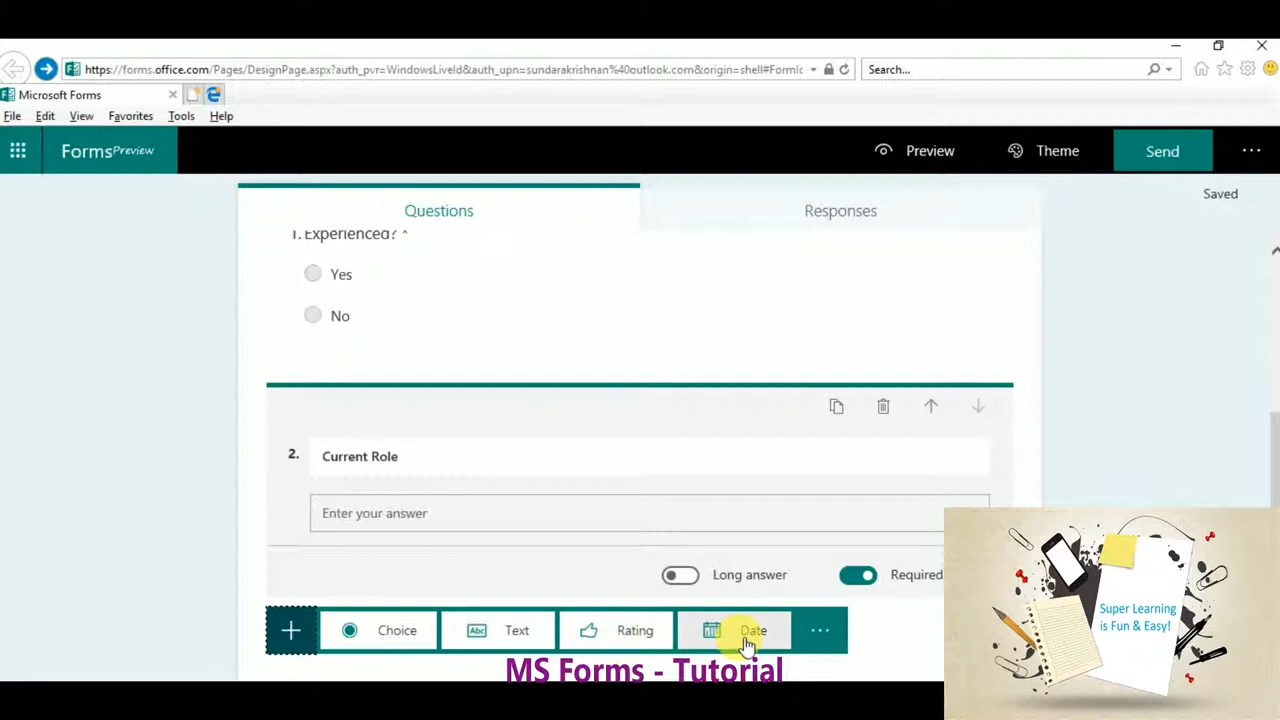 https://forms.office.com/Pages/DesignPage.aspx?auth_pvr=WindowsLiveId&auth_upn=sundarakrishnan%40outlook.com&origin=shell#FormId
Search...
Microsoft Forms
File Edit View Favorites Tools Help
Forms Preview
Preview
Theme
Send
...
Saved
Questions
Responses
1. Experienced? *
Yes
No
2. Current Role
Enter your answer
Long answer
Required
Choice
Abc Text
Rating
Date
...
Super Learning
is Fun & Easy!
MS Forms - Tutorial